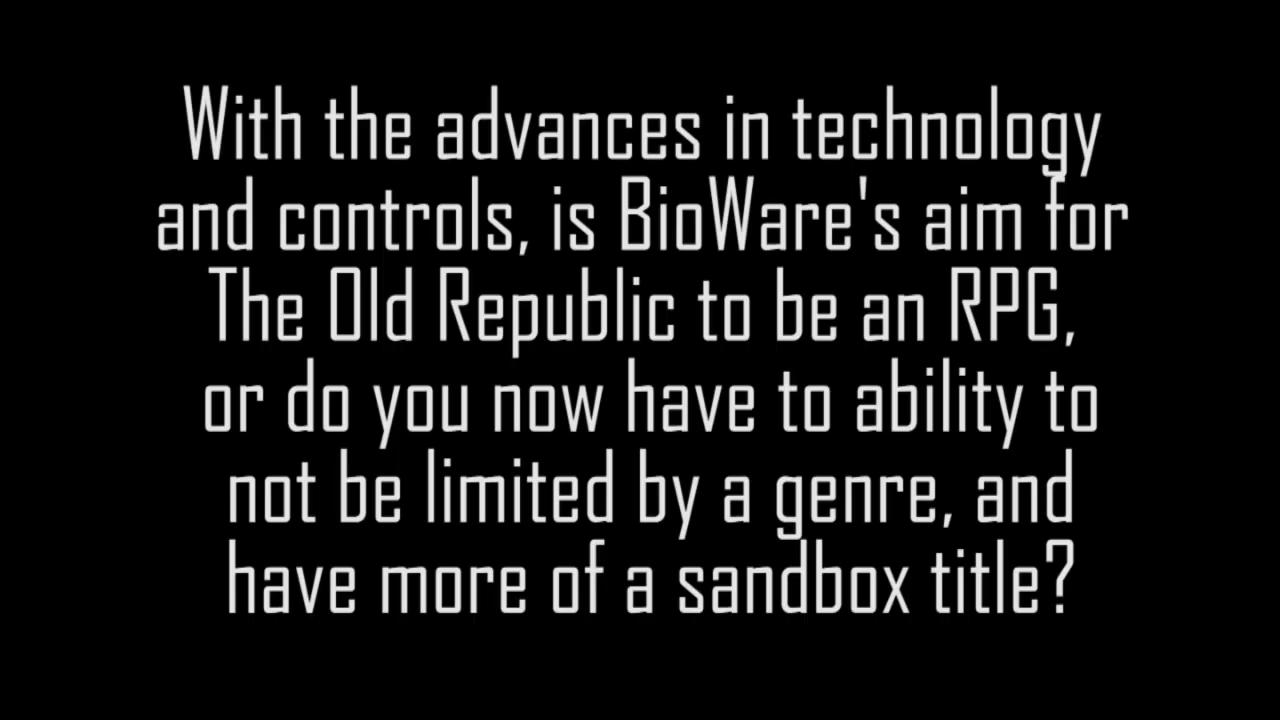 With the advances in technology
and controls, is BioWare's aim for
The Old Republic to be an RPG,
or do you now have to ability to
not be limited by a genre, and
have more of a sandbox title?